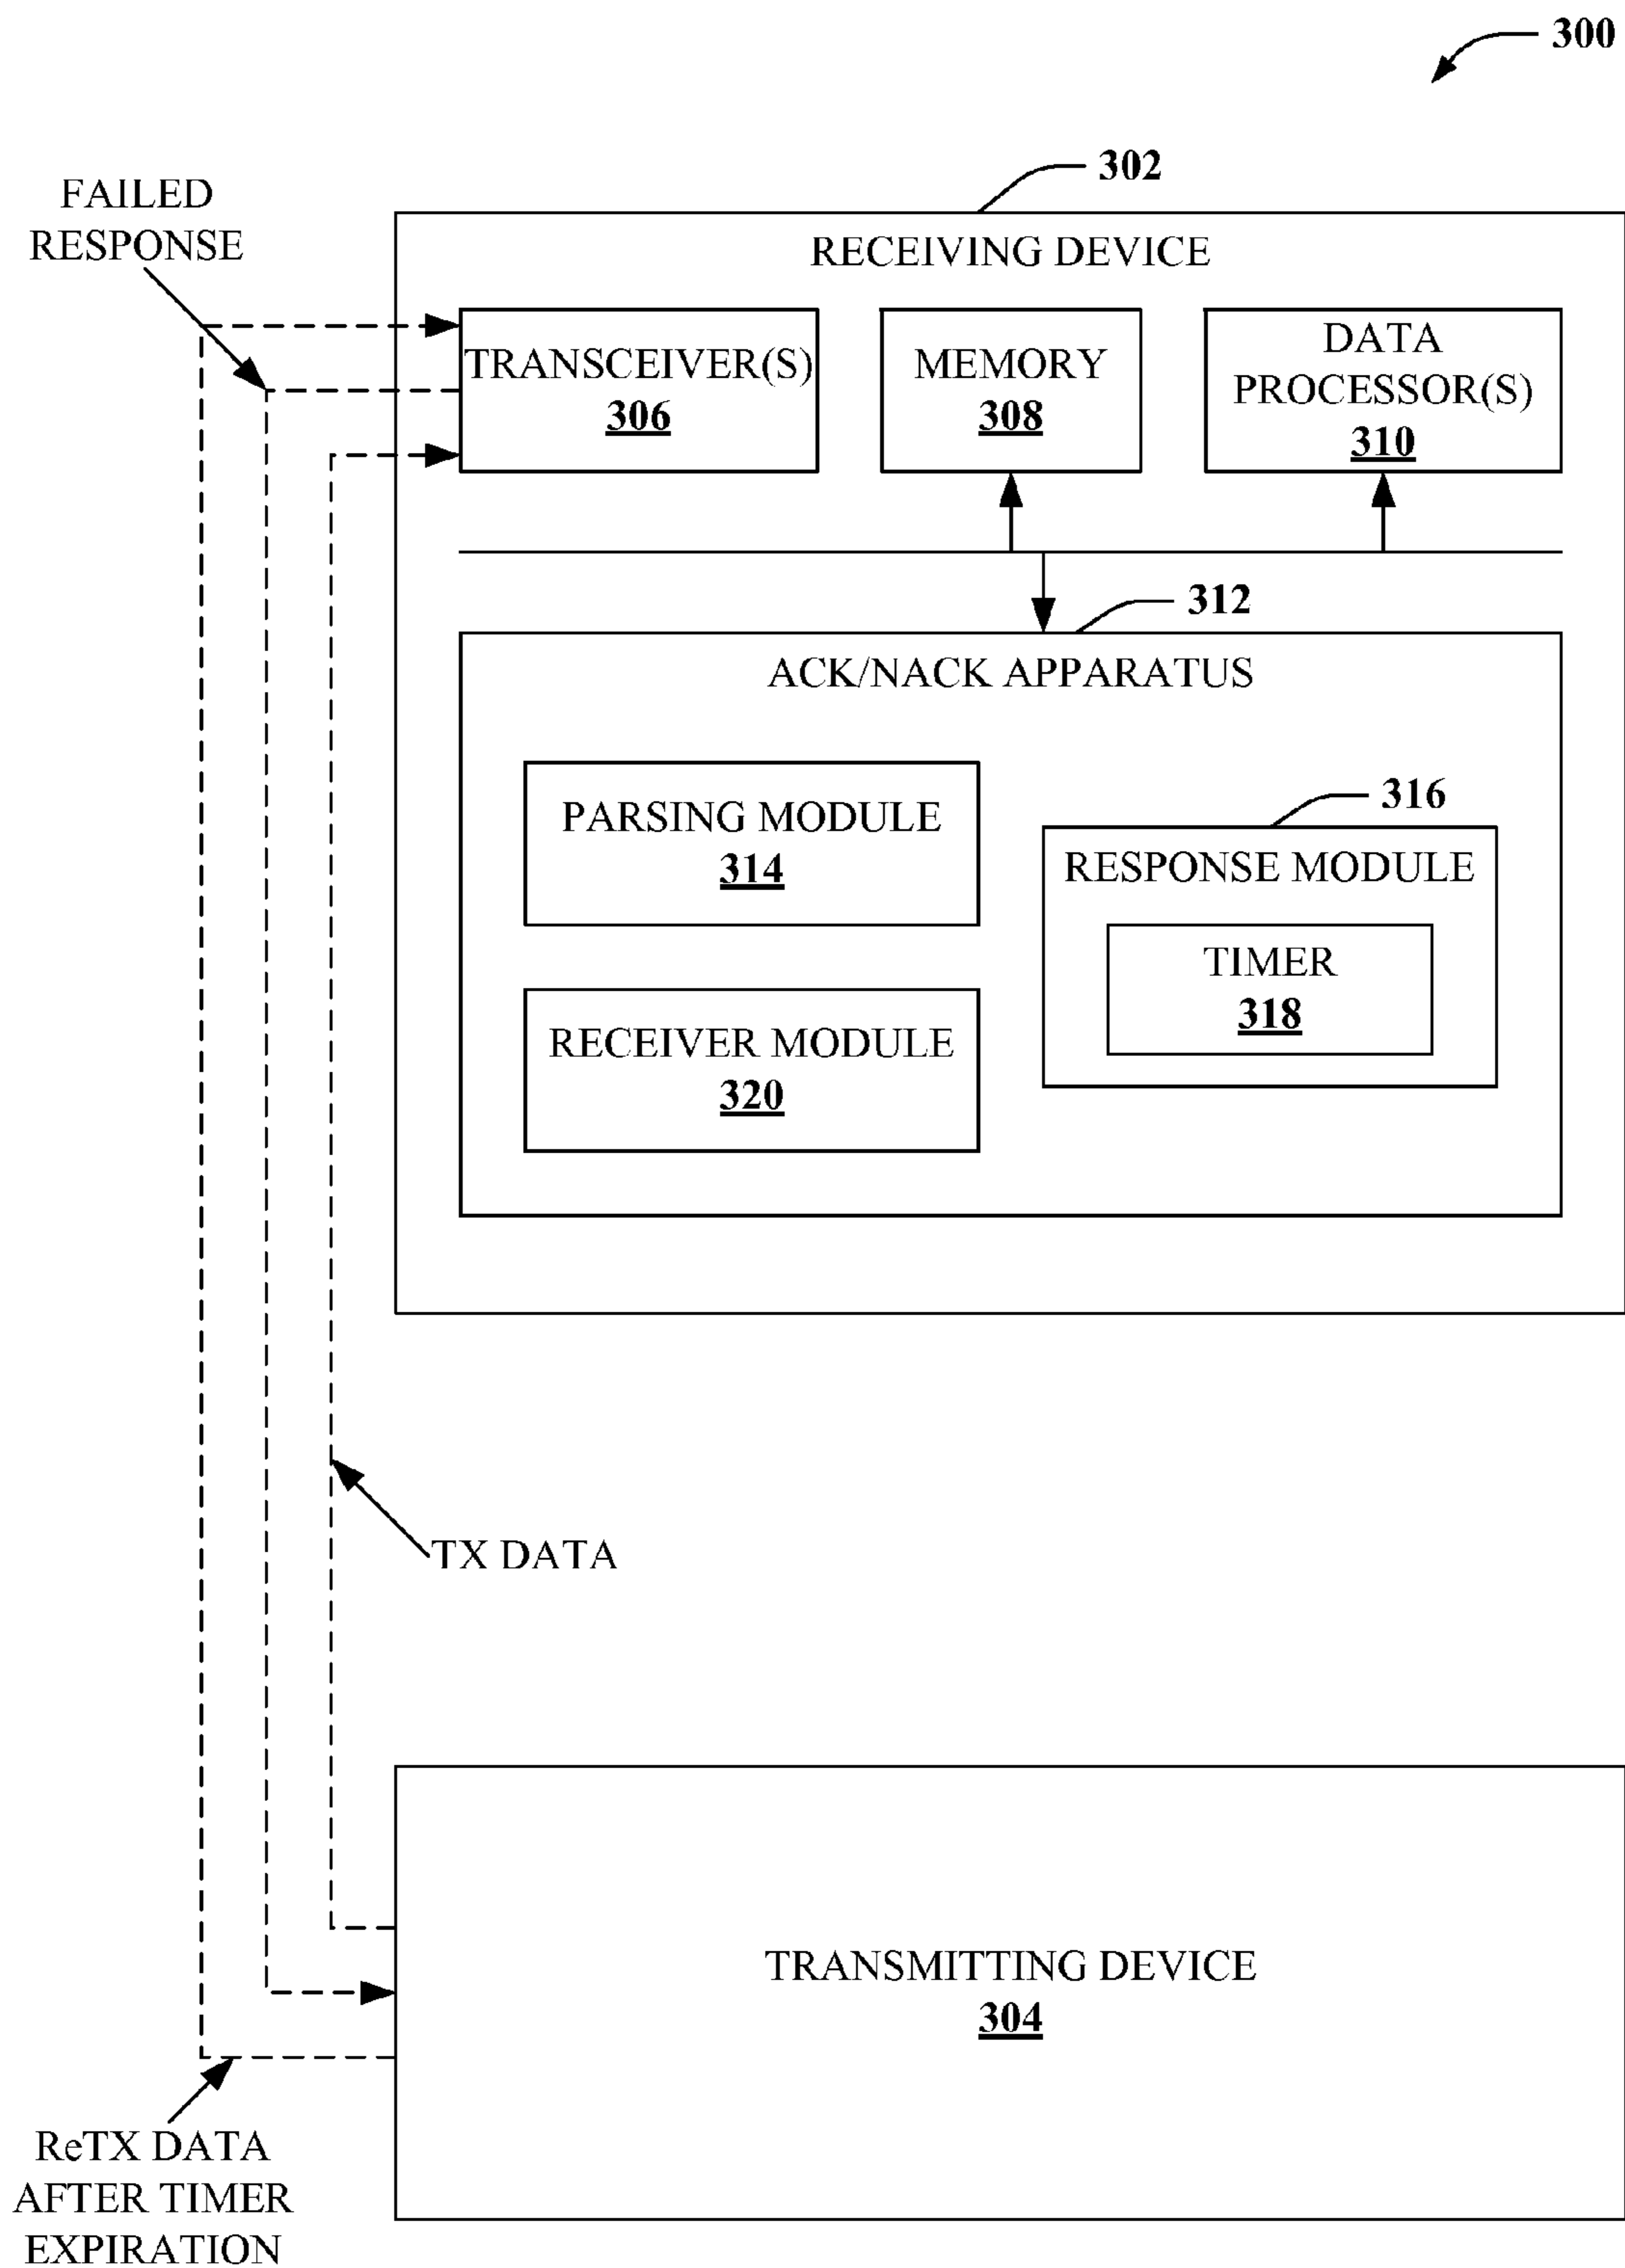 300
302
FAILED
RESPONSE
RECEIVING DEVICE
TRANSCEIVER(S)
306
MEMORY
308
DATA
PROCESSOR(S)
310
312
ACK/NACK APPARATUS
PARSING MODULE
314
316
RESPONSE MODULE
TIMER
318
RECEIVER MODULE
320
TX DATA
TRANSMITTING DEVICE
304
ReTX DATA
AFTER TIMER
EXPIRATION